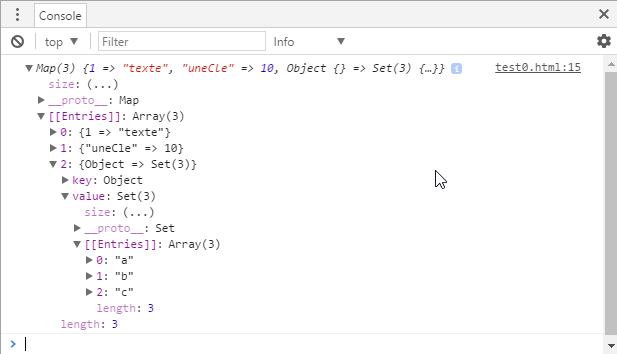 Console
top Filter Info
Map(3) {1 => "texte", "uneCle" => 10, Object {} => Set(3) {…}} i test0.html:15
size: (...)
__proto__: Map
[[Entries]]: Array(3)
0: {1 => "texte"}
1: {"uneCle" => 10}
2: {Object => Set(3)}
key: Object
value: Set(3)
size: (...)
__proto__: Set
[[Entries]]: Array(3)
0: "a"
1: "b"
2: "c"
length: 3
length: 3